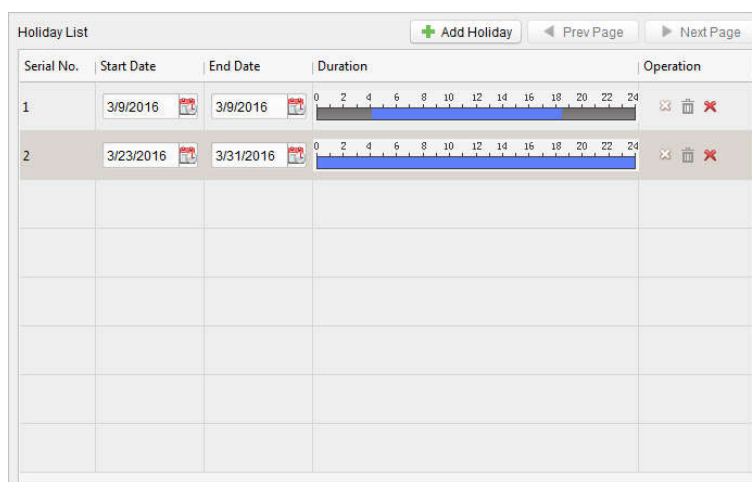 Holiday List Add Holiday Prev Page Next Page
Serial No. Start Date End Date Duration Operation
1 3/9/2016 3/9/2016 0 2 4 6 8 10 12 14 16 18 20 22 24
2 3/23/2016 3/31/2016 0 2 4 6 8 10 12 14 16 18 20 22 24